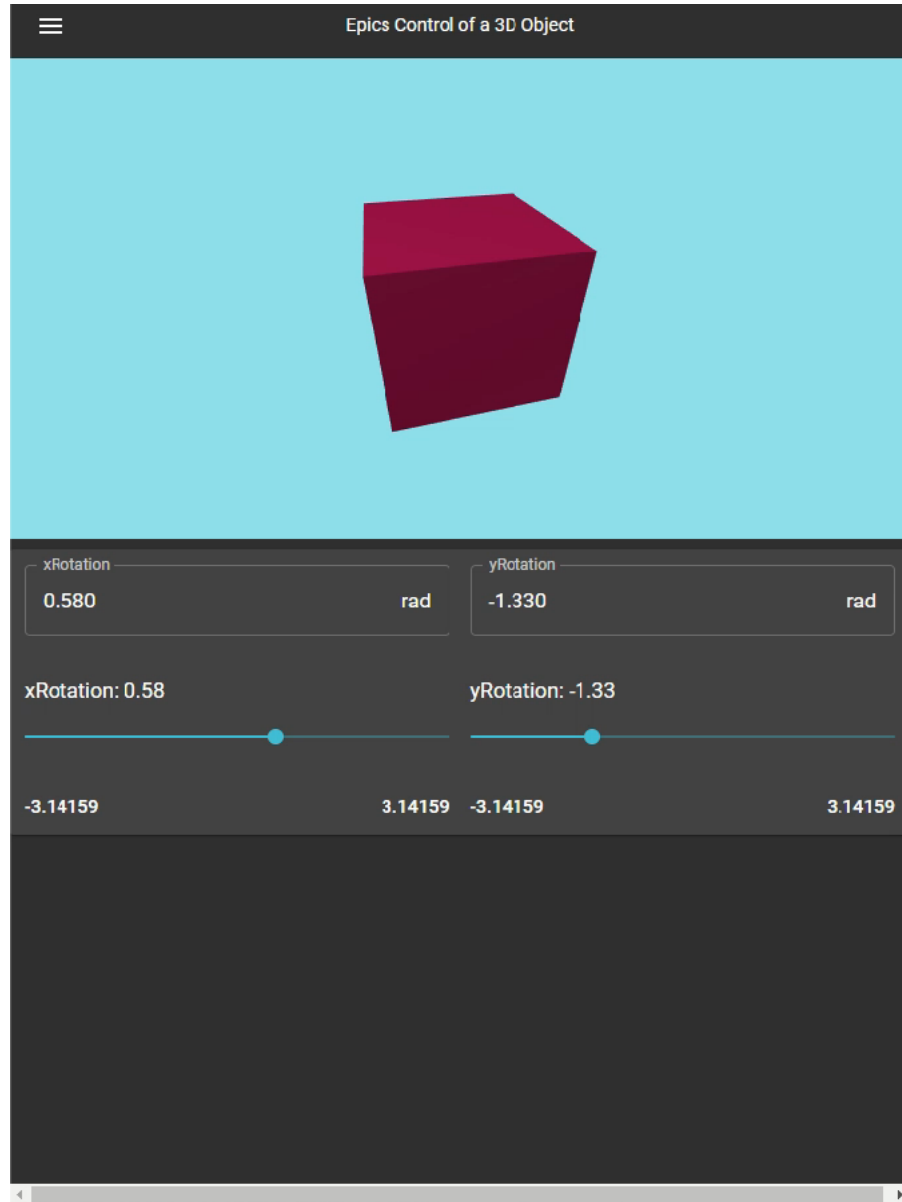 Epics Control of a 3D Object
xRotation
yRotation
0.580 rad
-1.330 rad
xRotation: 0.58
yRotation: -1.33
-3.14159 3.14159
-3.14159 3.14159